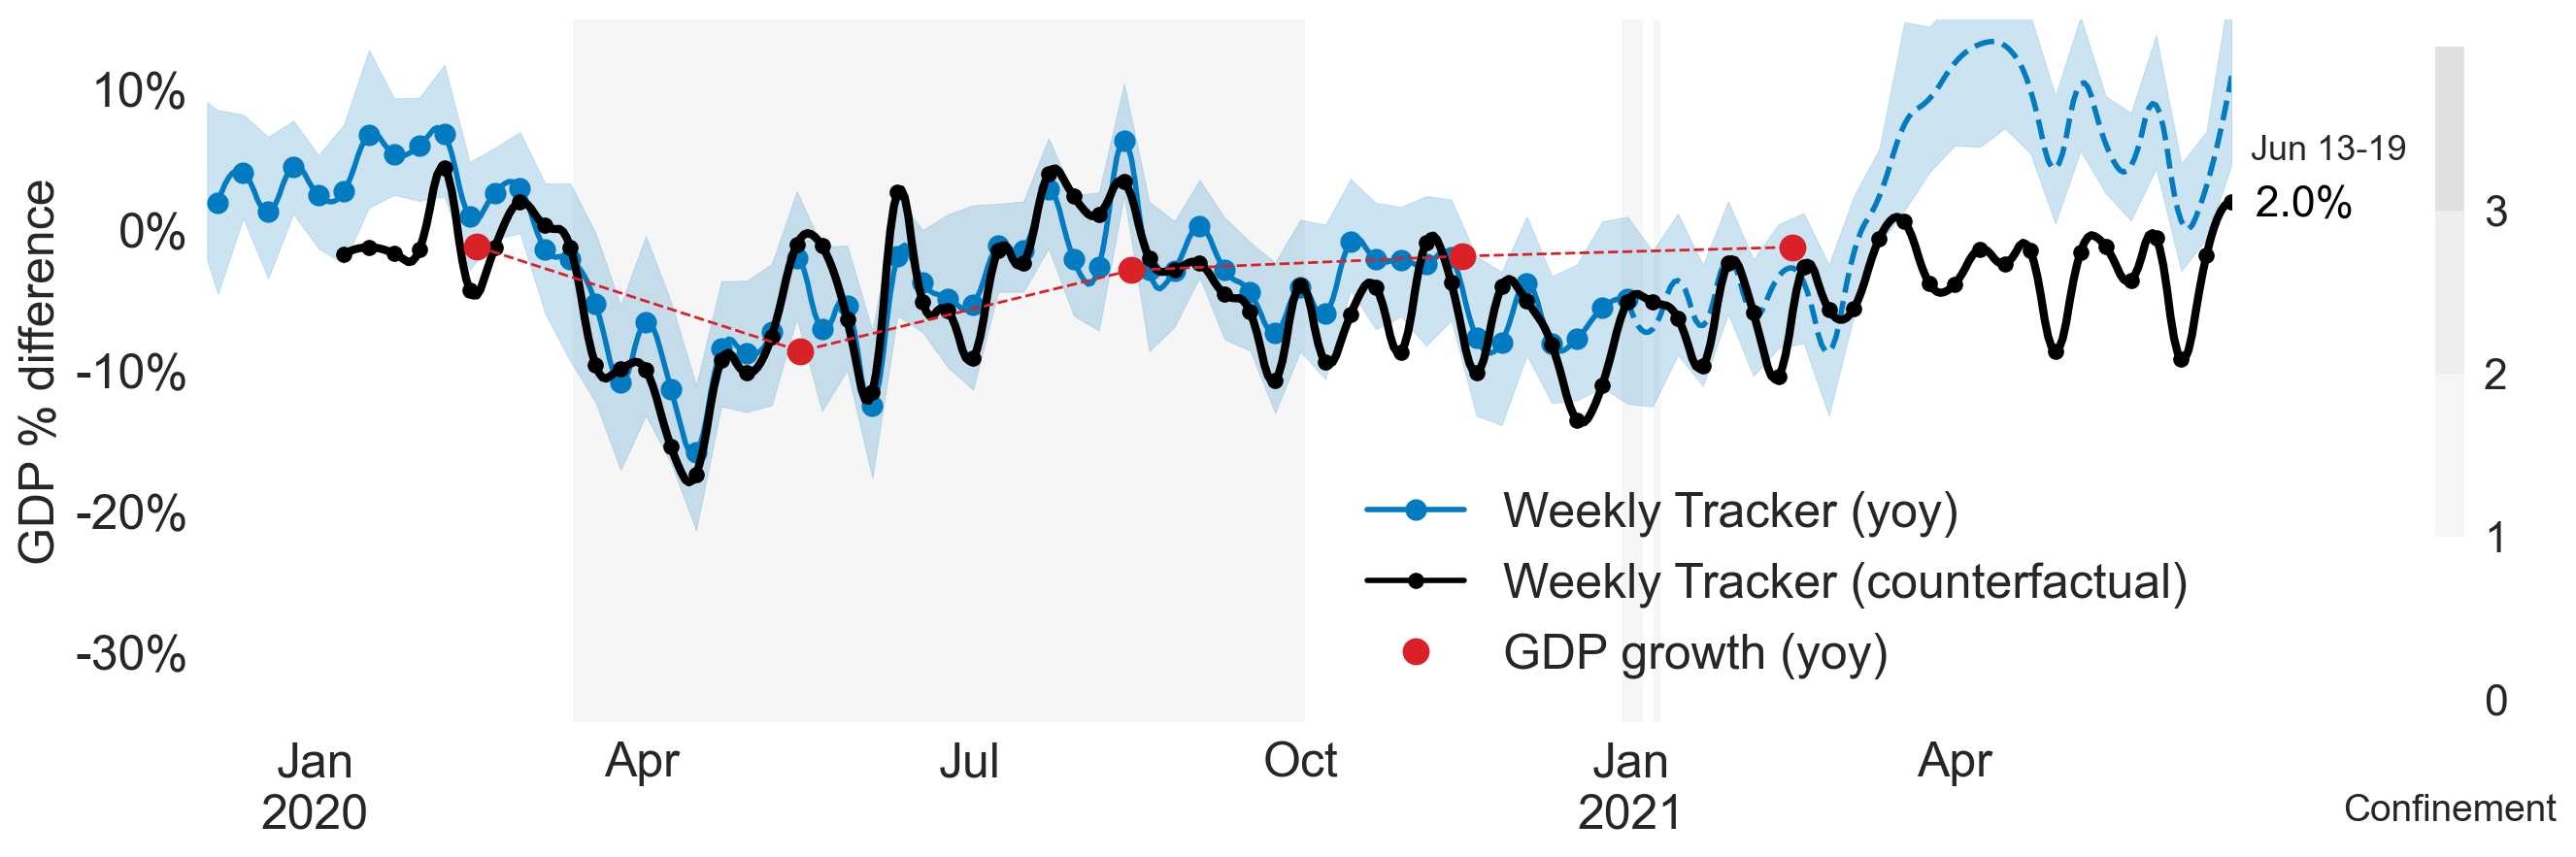 GDP % difference
10%
0%
-10%
-20%
-30%
Jan
2020
Apr
Jul
Oct
Jan
2021
Apr
Weekly Tracker (yoy)
Weekly Tracker (counterfactual)
GDP growth (yoy)
Jun 13-19
2.0%
3
2
1
0
Confinement